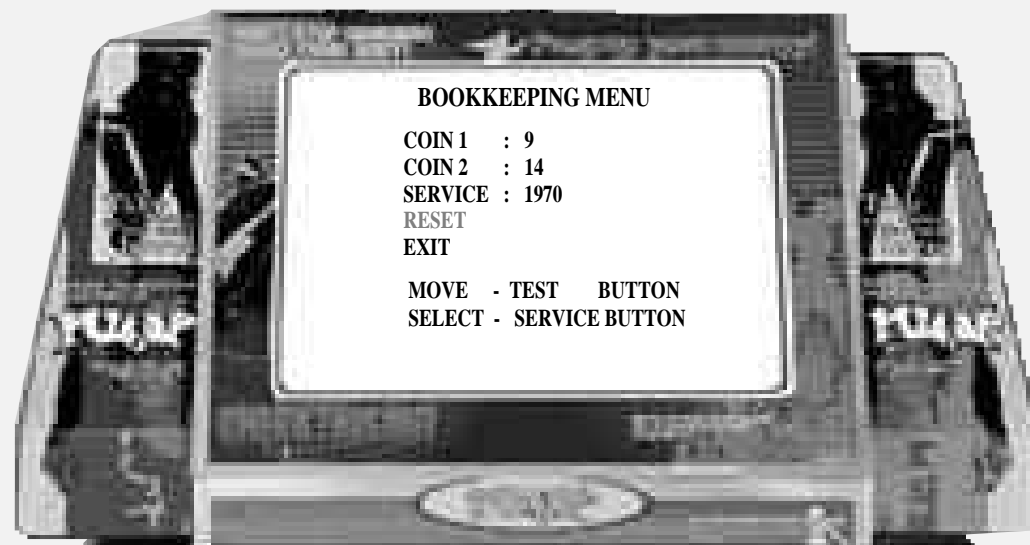 BOOKKEEPING MENU
COIN 1 : 9
COIN 2 : 14
SERVICE : 1970
RESET
EXIT
MOVE - TEST BUTTON
SELECT - SERVICE BUTTON